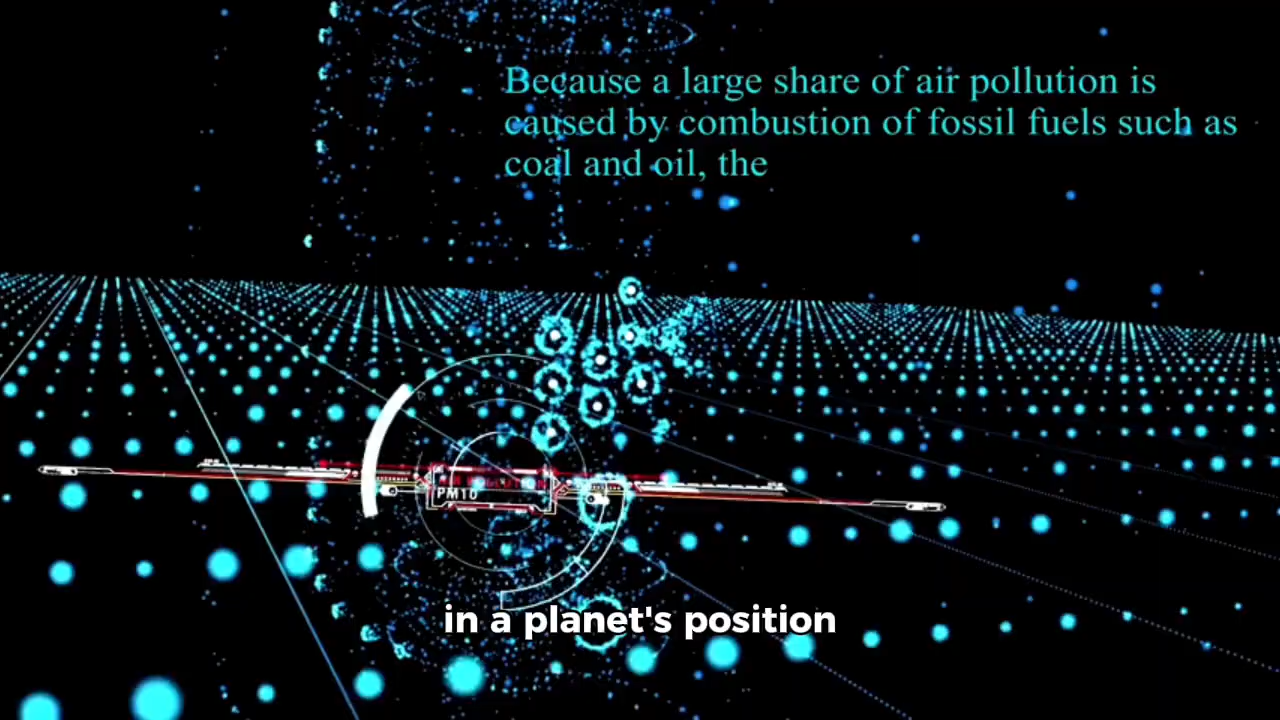 Because a large share of air pollution is
caused by combustion of fossil fuels such as
coal and oil, the
PM10
in a planet's position